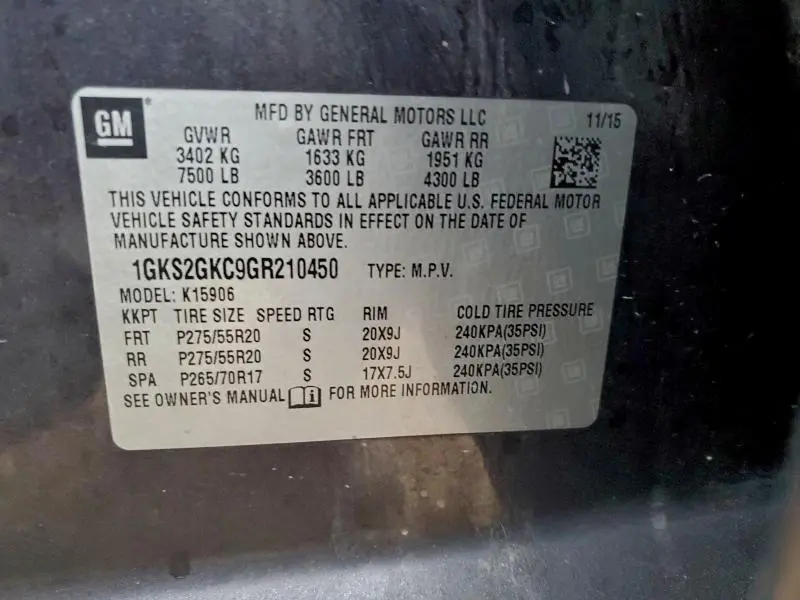 GM
MFD BY GENERAL MOTORS LLC 11/15
GVWR GAWR FRT GAWR RR
3402 KG 1633 KG 1951 KG
7500 LB 3600 LB 4300 LB
THIS VEHICLE CONFORMS TO ALL APPLICABLE U.S. FEDERAL MOTOR
VEHICLE SAFETY STANDARDS IN EFFECT ON THE DATE OF
MANUFACTURE SHOWN ABOVE.
1GKS2GKC9GR210450 TYPE: M.P.V.
MODEL: K15906
KKPT TIRE SIZE SPEED RTG RIM COLD TIRE PRESSURE
FRT P275/55R20 S 20X9J 240KPA(35PSI)
RR P275/55R20 S 20X9J 240KPA(35PSI)
SPA P265/70R17 S 17X7.5J 240KPA(35PSI)
SEE OWNER'S MANUAL i FOR MORE INFORMATION.